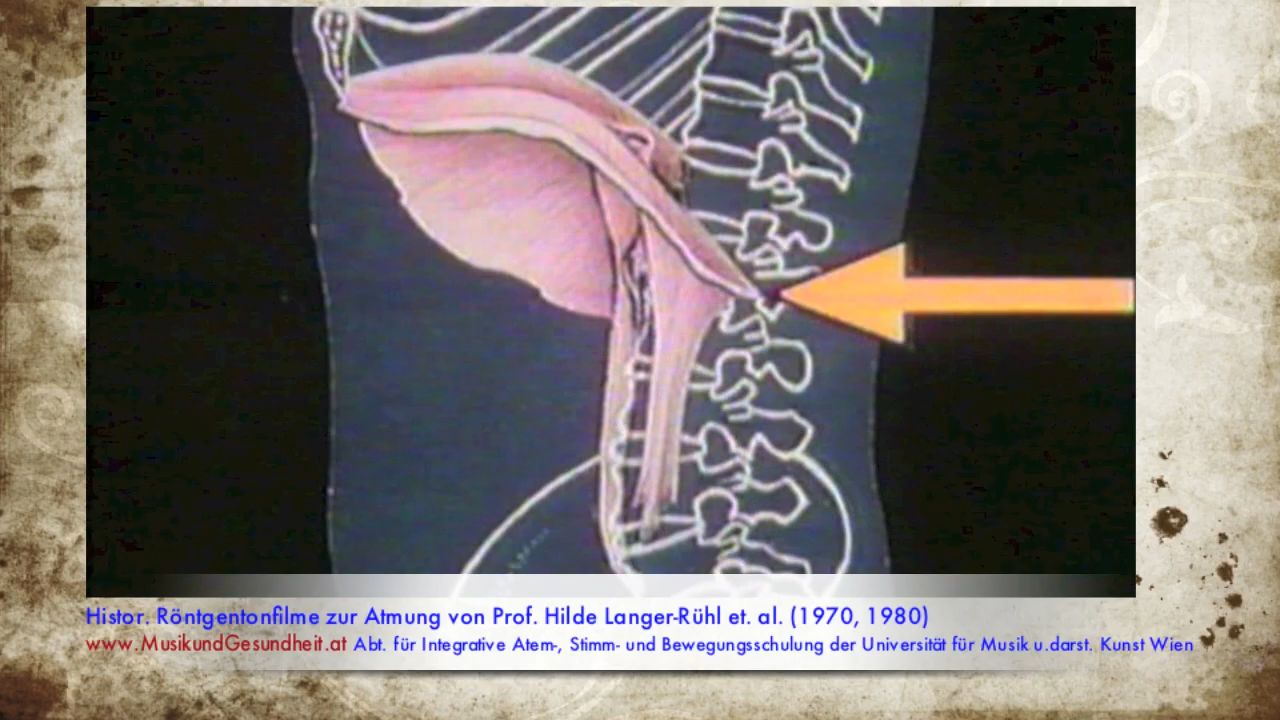 Histor. Röntgentonfilme zur Atmung von Prof. Hilde Langer-Rühl et. al. (1970, 1980)
www.MusikundGesundheit.at Abt. für Integrative Atem-, Stimm- und Bewegungsschulung der Universität für Musik u.darst. Kunst Wien